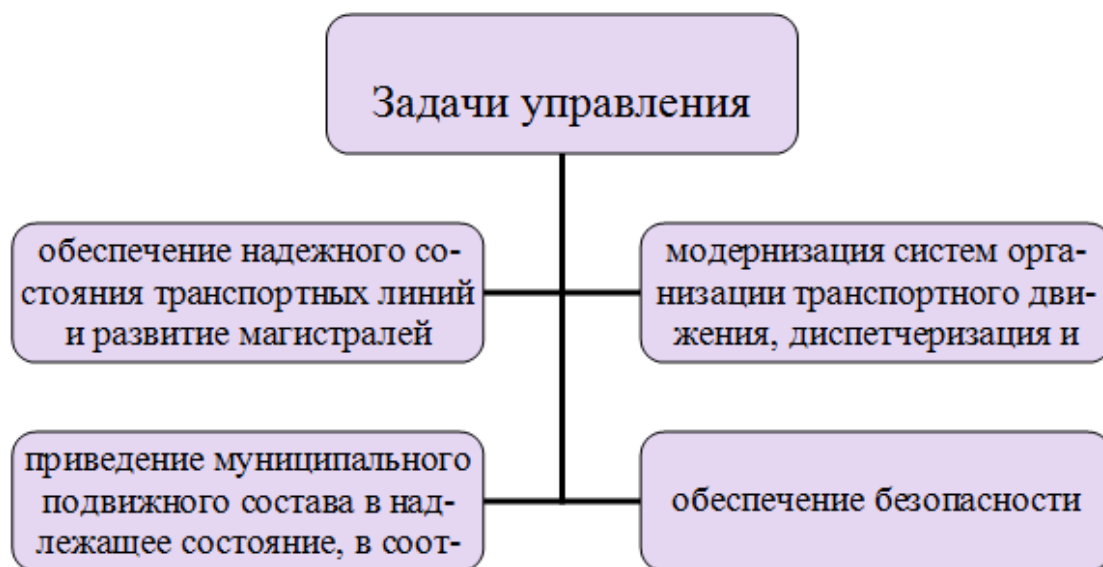 Задачи управления
обеспечение надежного со-
стояния транспортных линий
и развитие магистралей
модернизация систем орга-
низации транспортного дви-
жения, диспетчеризация и
приведение муниципального
подвижного состава в над-
лежащее состояние, в соот-
обеспечение безопасности